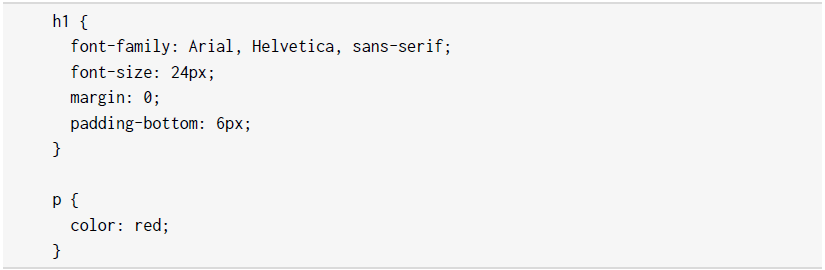 h1 {
  font-family: Arial, Helvetica, sans-serif;
  font-size: 24px;
  margin: 0;
  padding-bottom: 6px;
}

p {
  color: red;
}